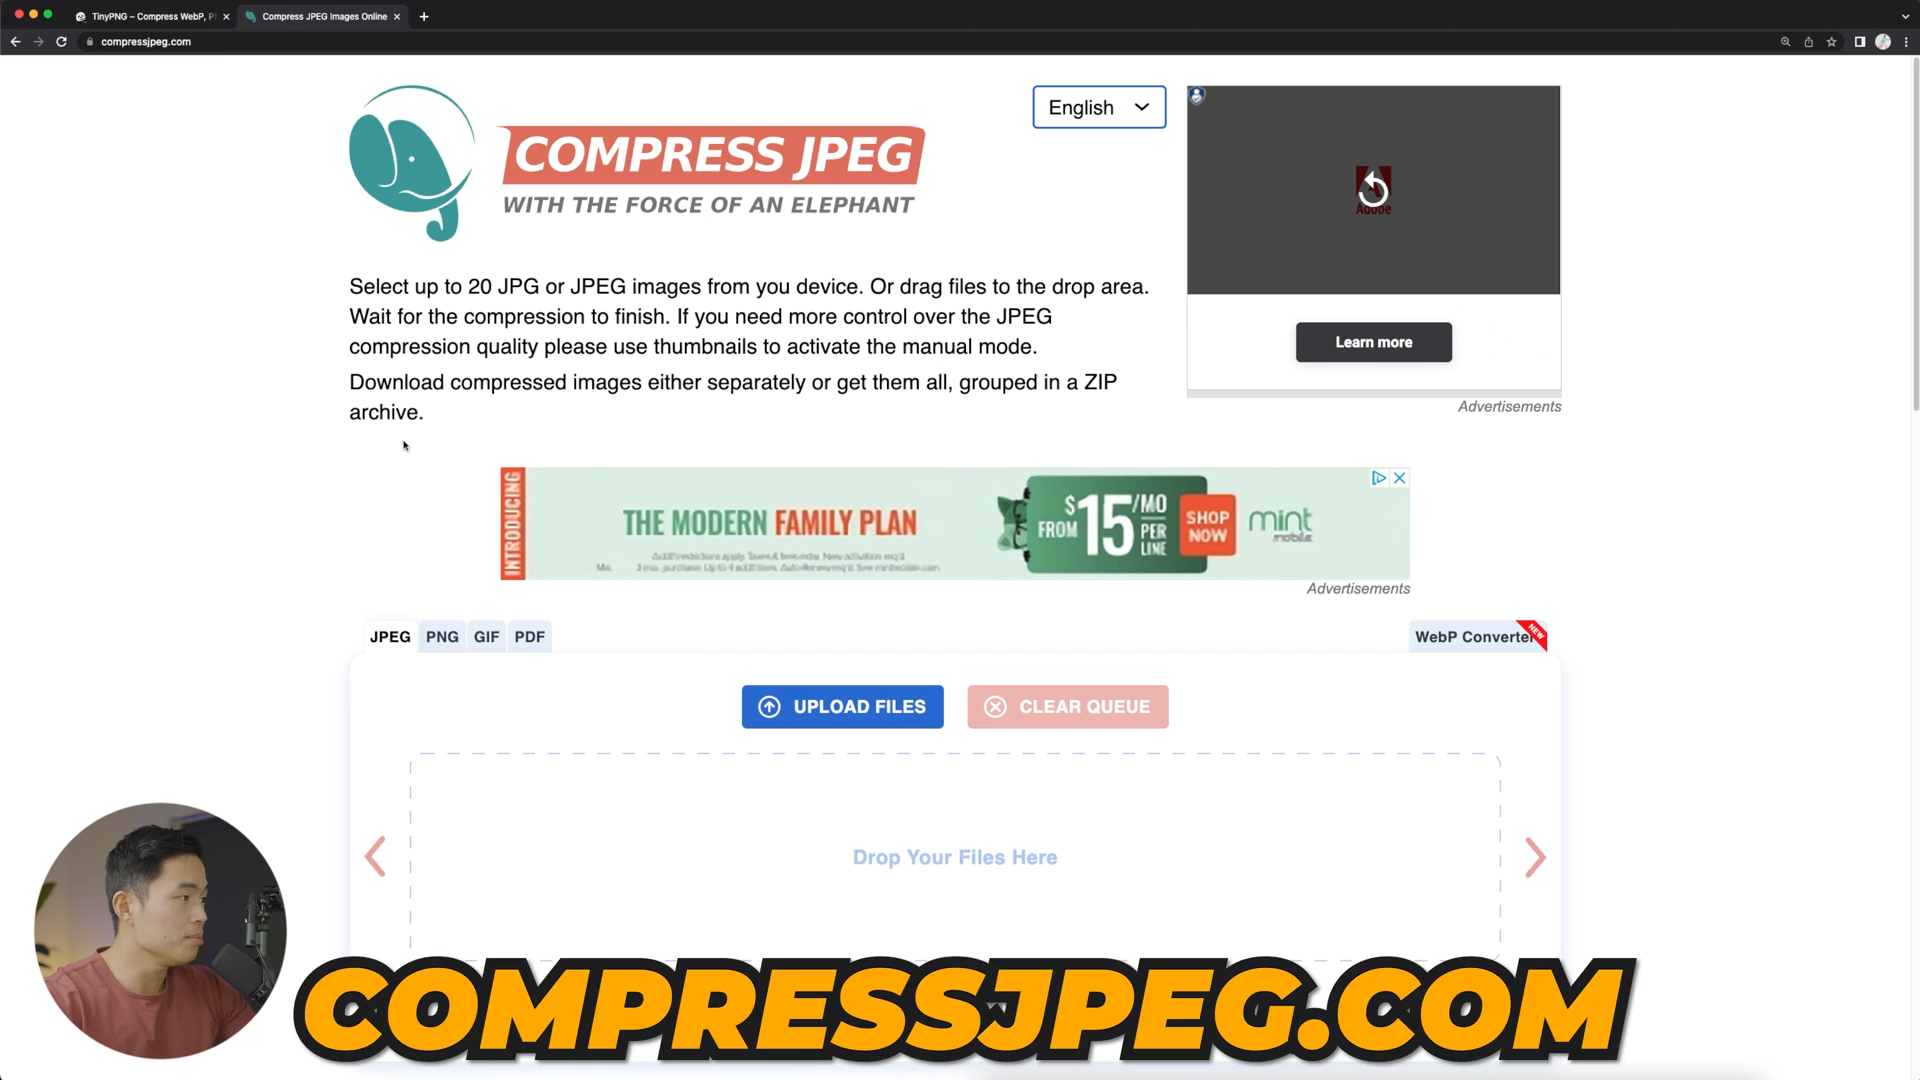 TinyPNG – Compress WebP, P
Compress JPEG Images Online
compressjpeg.com
English
COMPRESS JPEG
WITH THE FORCE OF AN ELEPHANT
Adobe
Select up to 20 JPG or JPEG images from you device. Or drag files to the drop area.
Wait for the compression to finish. If you need more control over the JPEG
compression quality please use thumbnails to activate the manual mode.
Download compressed images either separately or get them all, grouped in a ZIP
archive.
Learn more
Advertisements
INTRODUCING
THE MODERN FAMILY PLAN
FROM $15/MO PER LINE
SHOP NOW
mint mobile
Advertisements
JPEG PNG GIF PDF
WebP Converter
NEW
UPLOAD FILES
CLEAR QUEUE
Drop Your Files Here
COMPRESSJPEG.COM